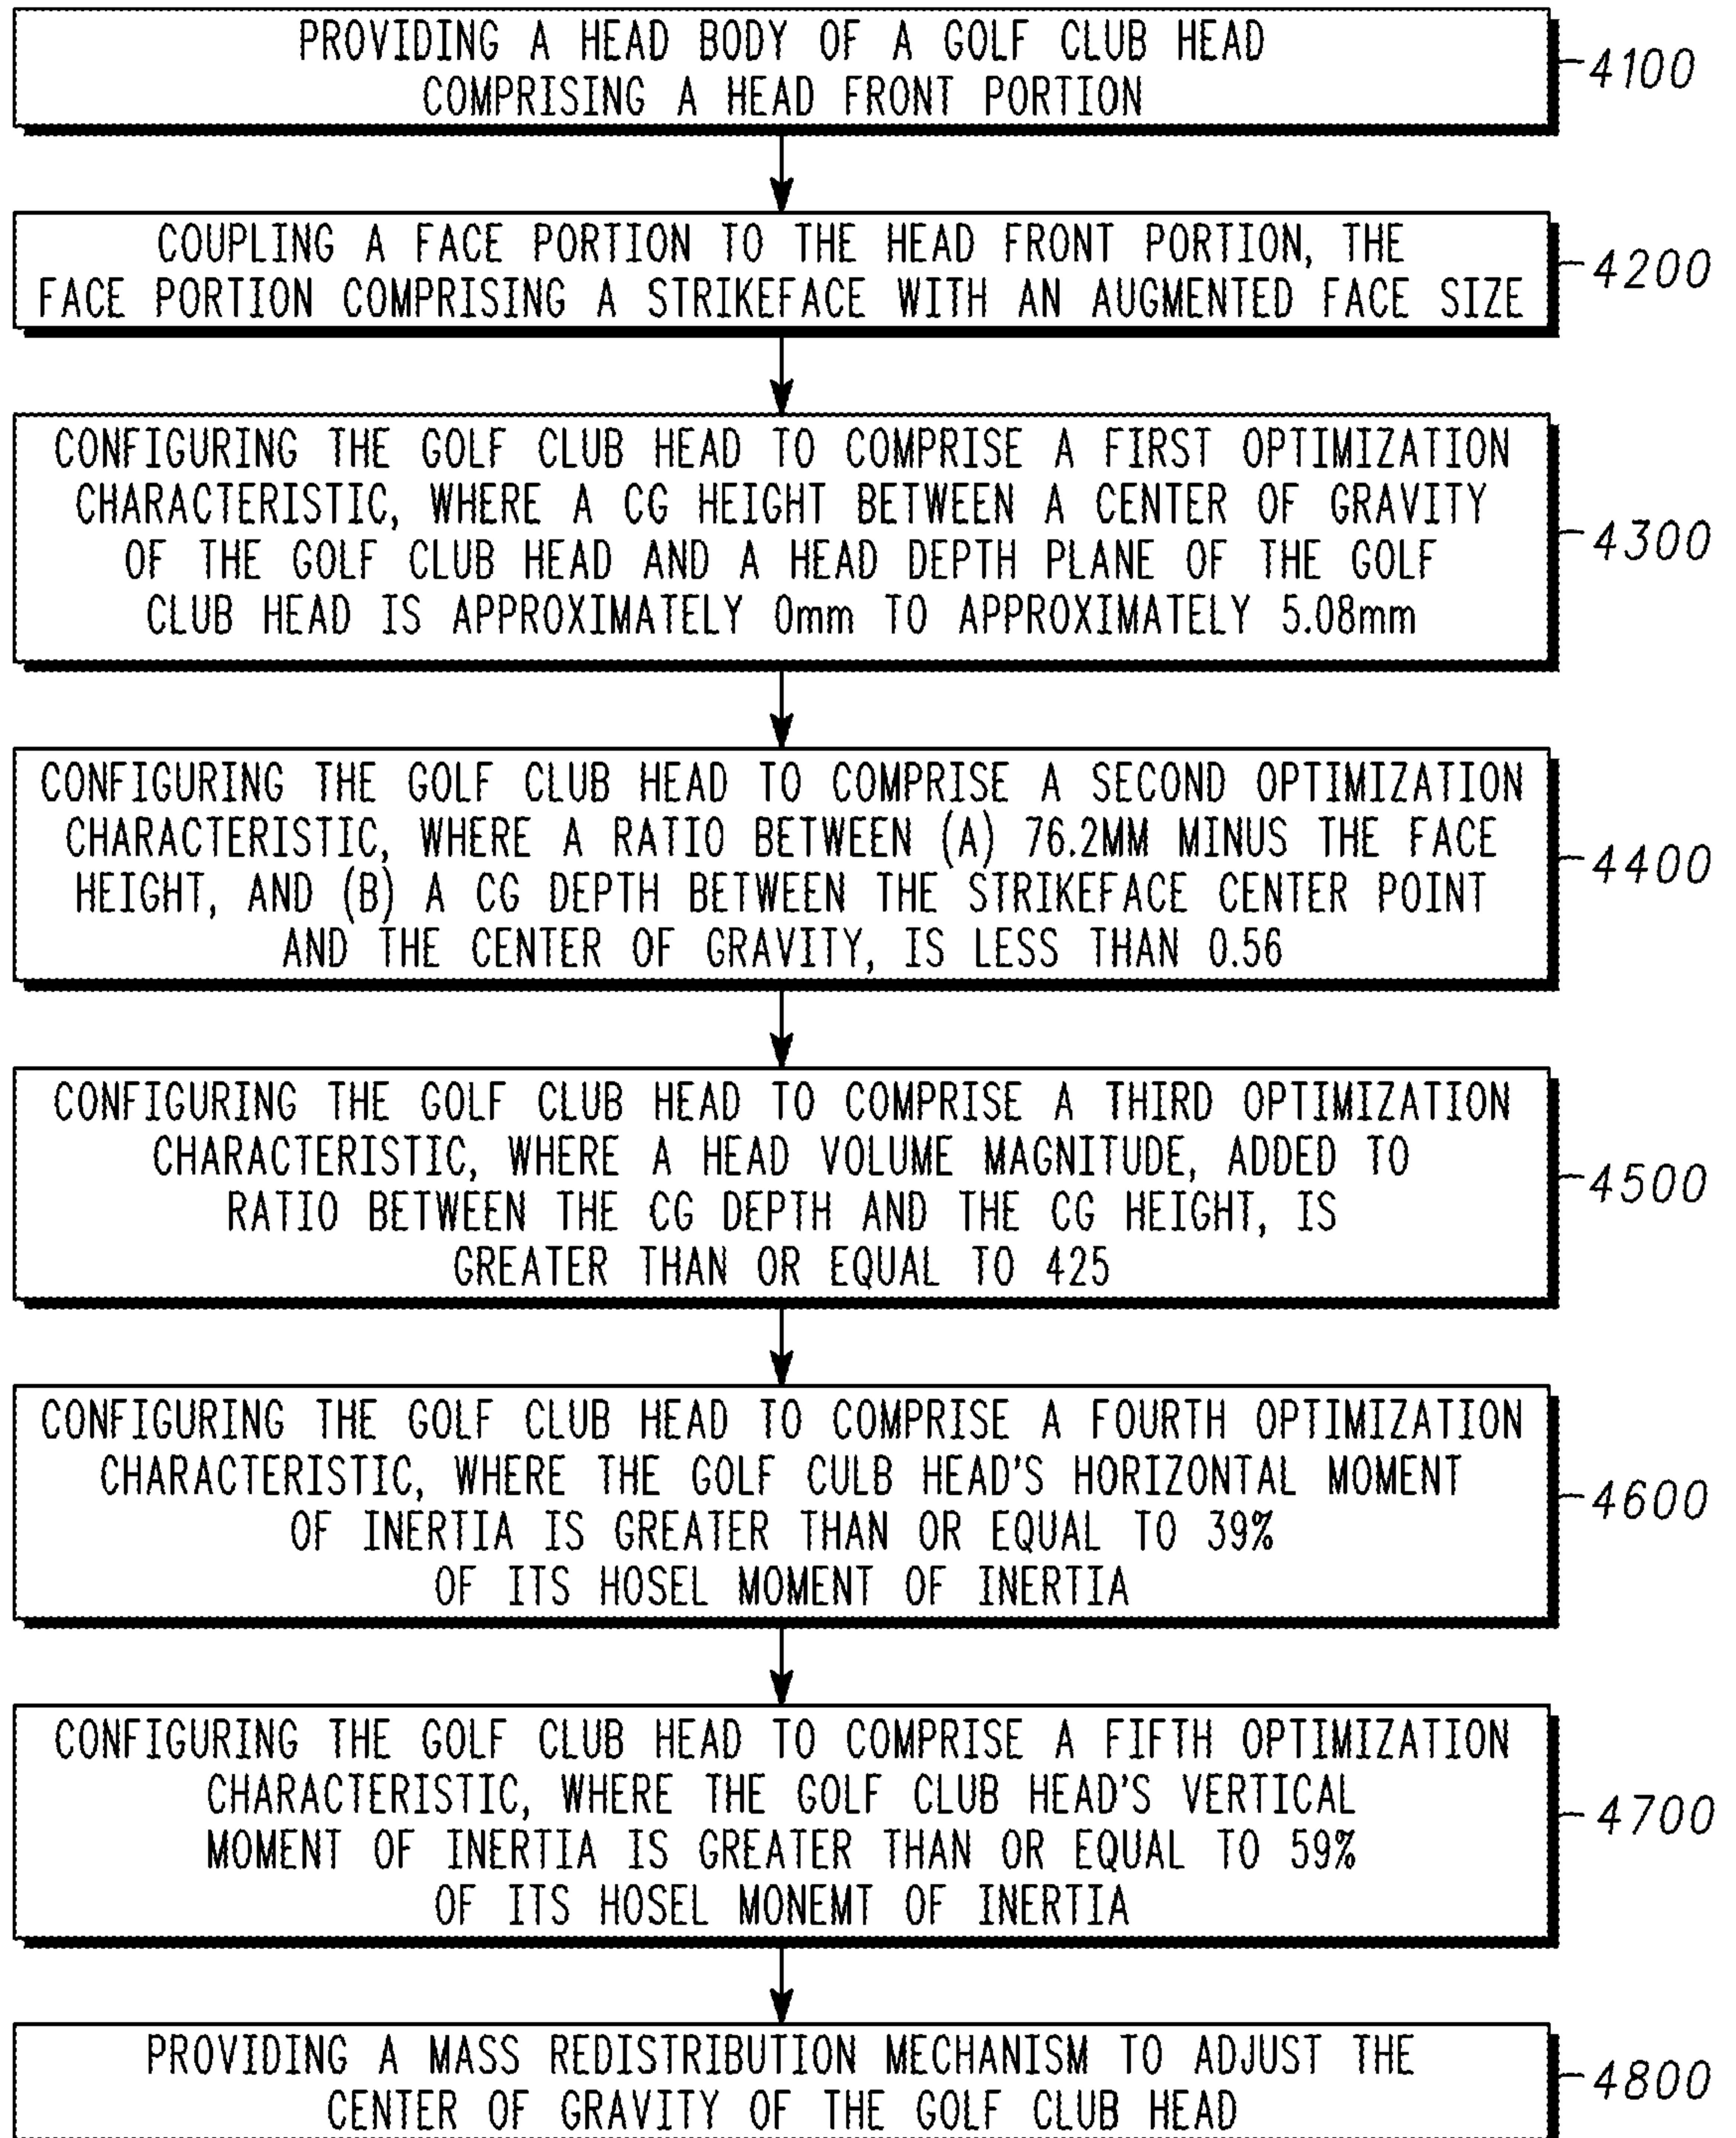 PROVIDING A HEAD BODY OF A GOLF CLUB HEAD
COMPRISING A HEAD FRONT PORTION
4100
COUPLING A FACE PORTION TO THE HEAD FRONT PORTION, THE
FACE PORTION COMPRISING A STRIKEFACE WITH AN AUGMENTED FACE SIZE
4200
CONFIGURING THE GOLF CLUB HEAD TO COMPRISE A FIRST OPTIMIZATION
CHARACTERISTIC, WHERE A CG HEIGHT BETWEEN A CENTER OF GRAVITY
OF THE GOLF CLUB HEAD AND A HEAD DEPTH PLANE OF THE GOLF
CLUB HEAD IS APPROXIMATELY 0mm TO APPROXIMATELY 5.08mm
4300
CONFIGURING THE GOLF CLUB HEAD TO COMPRISE A SECOND OPTIMIZATION
CHARACTERISTIC, WHERE A RATIO BETWEEN (A) 76.2MM MINUS THE FACE
HEIGHT, AND (B) A CG DEPTH BETWEEN THE STRIKEFACE CENTER POINT
AND THE CENTER OF GRAVITY, IS LESS THAN 0.56
4400
CONFIGURING THE GOLF CLUB HEAD TO COMPRISE A THIRD OPTIMIZATION
CHARACTERISTIC, WHERE A HEAD VOLUME MAGNITUDE, ADDED TO
RATIO BETWEEN THE CG DEPTH AND THE CG HEIGHT, IS
GREATER THAN OR EQUAL TO 425
4500
CONFIGURING THE GOLF CLUB HEAD TO COMPRISE A FOURTH OPTIMIZATION
CHARACTERISTIC, WHERE THE GOLF CULB HEAD'S HORIZONTAL MOMENT
OF INERTIA IS GREATER THAN OR EQUAL TO 39%
OF ITS HOSEL MOMENT OF INERTIA
4600
CONFIGURING THE GOLF CLUB HEAD TO COMPRISE A FIFTH OPTIMIZATION
CHARACTERISTIC, WHERE THE GOLF CLUB HEAD'S VERTICAL
MOMENT OF INERTIA IS GREATER THAN OR EQUAL TO 59%
OF ITS HOSEL MONEMT OF INERTIA
4700
PROVIDING A MASS REDISTRIBUTION MECHANISM TO ADJUST THE
CENTER OF GRAVITY OF THE GOLF CLUB HEAD
4800